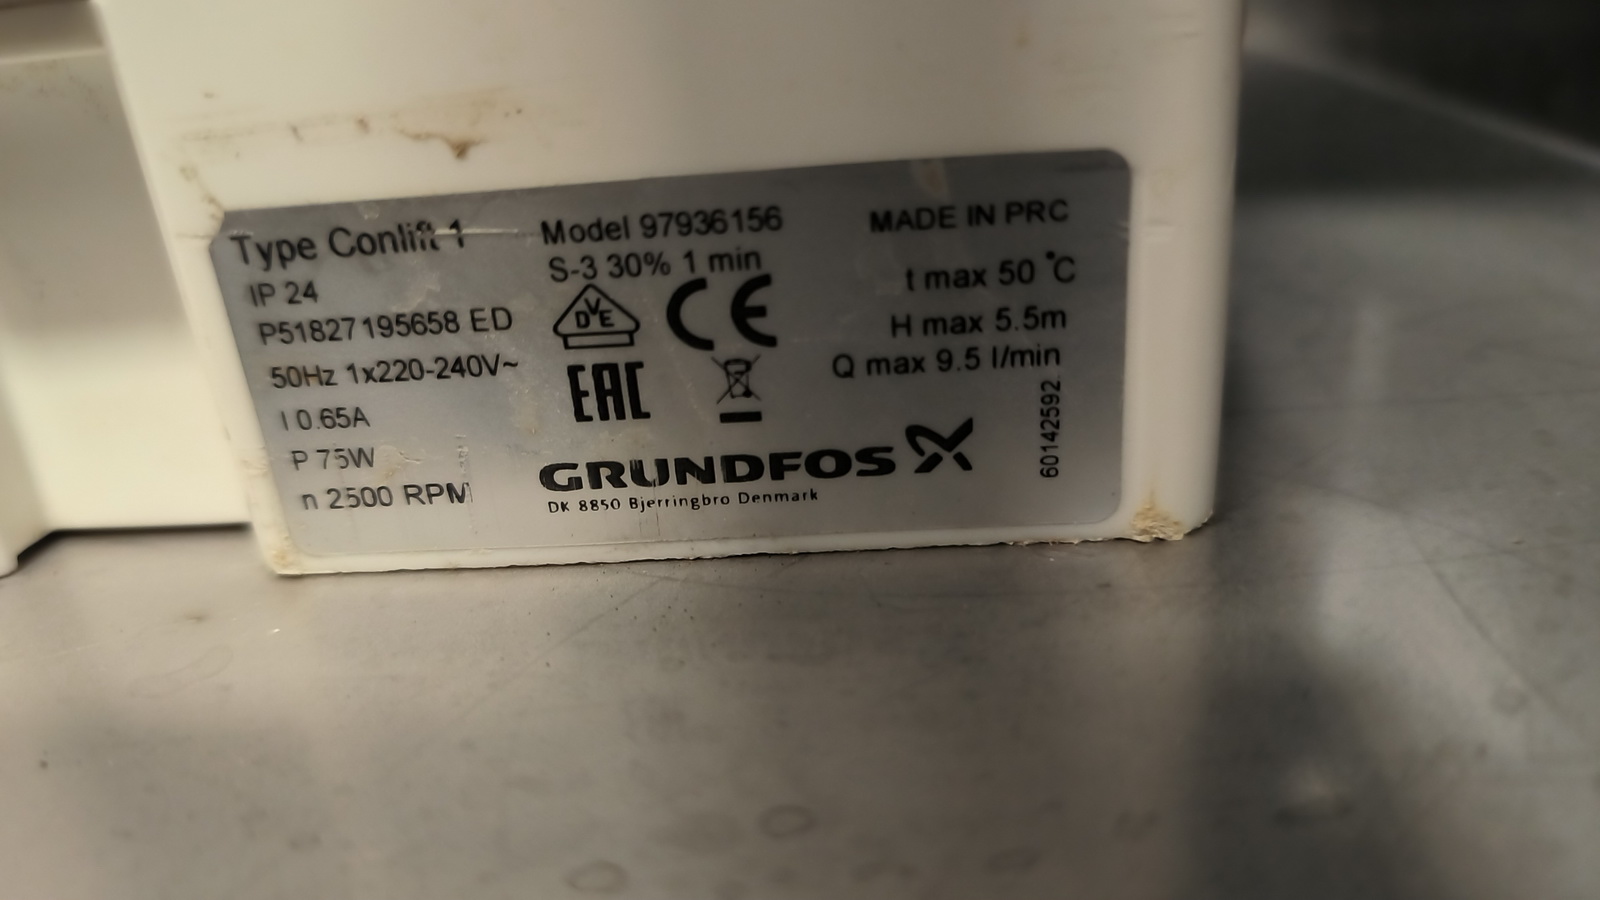 Type Conlift 1
IP 24
P51827195658 ED
50Hz 1x220-240V~
I 0.65A
P 75W
n 2500 RPM
Model 97936156
S-3 30% 1 min
DVE
CE
EAC
GRUNDFOS
DK 8850 Bjerringbro Denmark
MADE IN PRC
t max 50 °C
H max 5.5m
Q max 9.5 l/min
60142592